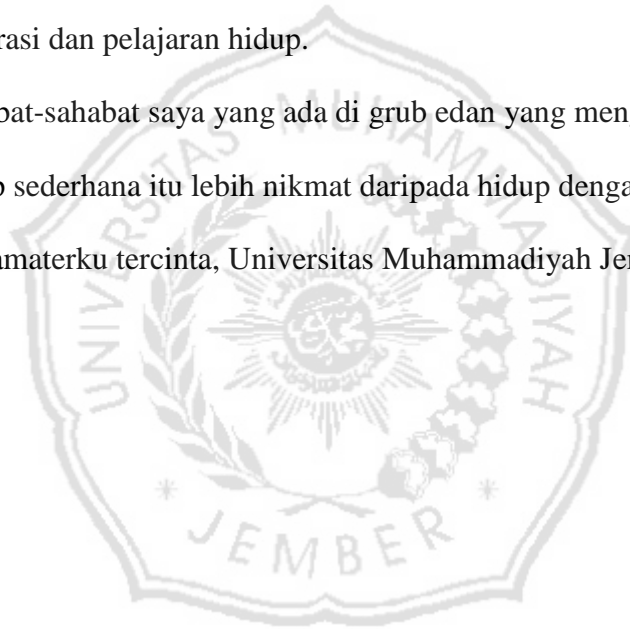 rasi dan pelajaran hidup.
bat-sahabat saya yang ada di grub edan yang men
sederhana itu lebih nikmat daripada hidup denga
amaterku tercinta, Universitas Muhammadiyah Je
UNIVERSITAS MUHAMMADIYAH
* JEMBER *